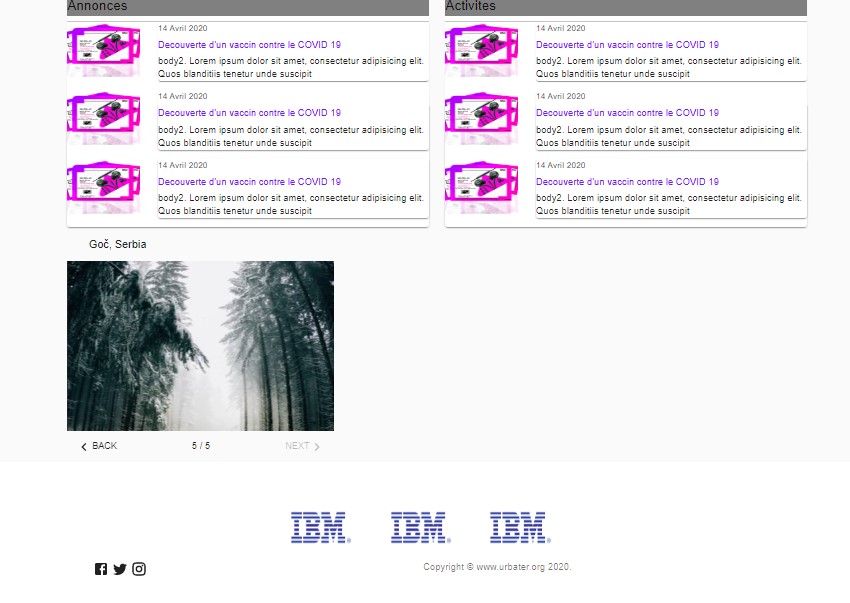 Annonces
14 Avril 2020
Decouverte d'un vaccin contre le COVID 19
body2. Lorem ipsum dolor sit amet, consectetur adipisicing elit.
Quos blanditiis tenetur unde suscipit
14 Avril 2020
Decouverte d'un vaccin contre le COVID 19
body2. Lorem ipsum dolor sit amet, consectetur adipisicing elit.
Quos blanditiis tenetur unde suscipit
14 Avril 2020
Decouverte d'un vaccin contre le COVID 19
body2. Lorem ipsum dolor sit amet, consectetur adipisicing elit.
Quos blanditiis tenetur unde suscipit
Activites
14 Avril 2020
Decouverte d'un vaccin contre le COVID 19
body2. Lorem ipsum dolor sit amet, consectetur adipisicing elit.
Quos blanditiis tenetur unde suscipit
14 Avril 2020
Decouverte d'un vaccin contre le COVID 19
body2. Lorem ipsum dolor sit amet, consectetur adipisicing elit.
Quos blanditiis tenetur unde suscipit
14 Avril 2020
Decouverte d'un vaccin contre le COVID 19
body2. Lorem ipsum dolor sit amet, consectetur adipisicing elit.
Quos blanditiis tenetur unde suscipit
Goč, Serbia
BACK 5 / 5 NEXT
IBM® IBM® IBM®
Copyright © www.urbater.org 2020.